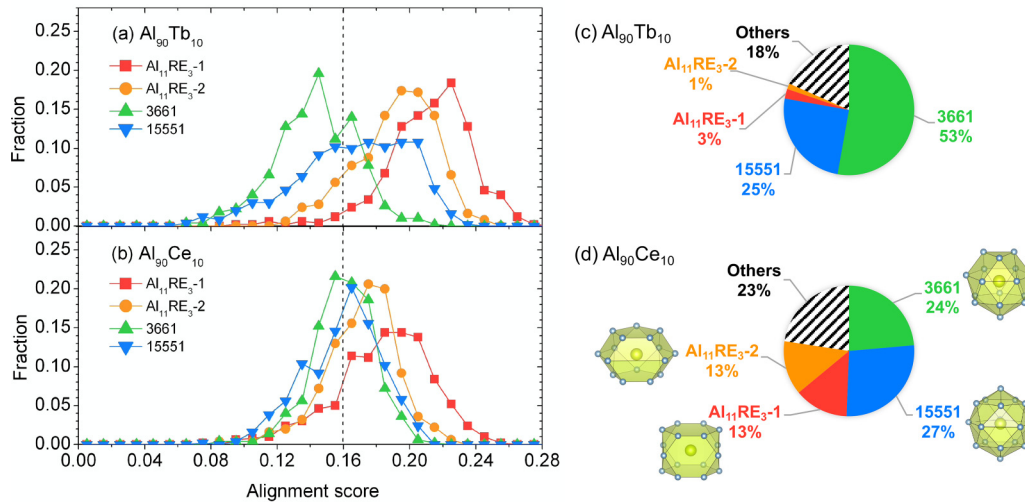 (a) Al90Tb10
Al11RE3-1
Al11RE3-2
3661
15551
Fraction
0.20
0.15
0.10
0.05
0.00
(b) Al90Ce10
Al11RE3-1
Al11RE3-2
3661
15551
Fraction
0.20
0.15
0.10
0.05
0.00
0.00 0.04 0.08 0.12 0.16 0.20 0.24 0.28
Alignment score
(c) Al90Tb10
Others
18%
Al11RE3-2
1%
Al11RE3-1
3%
15551
25%
3661
53%
(d) Al90Ce10
Others
23%
3661
24%
Al11RE3-2
13%
Al11RE3-1
13%
15551
27%